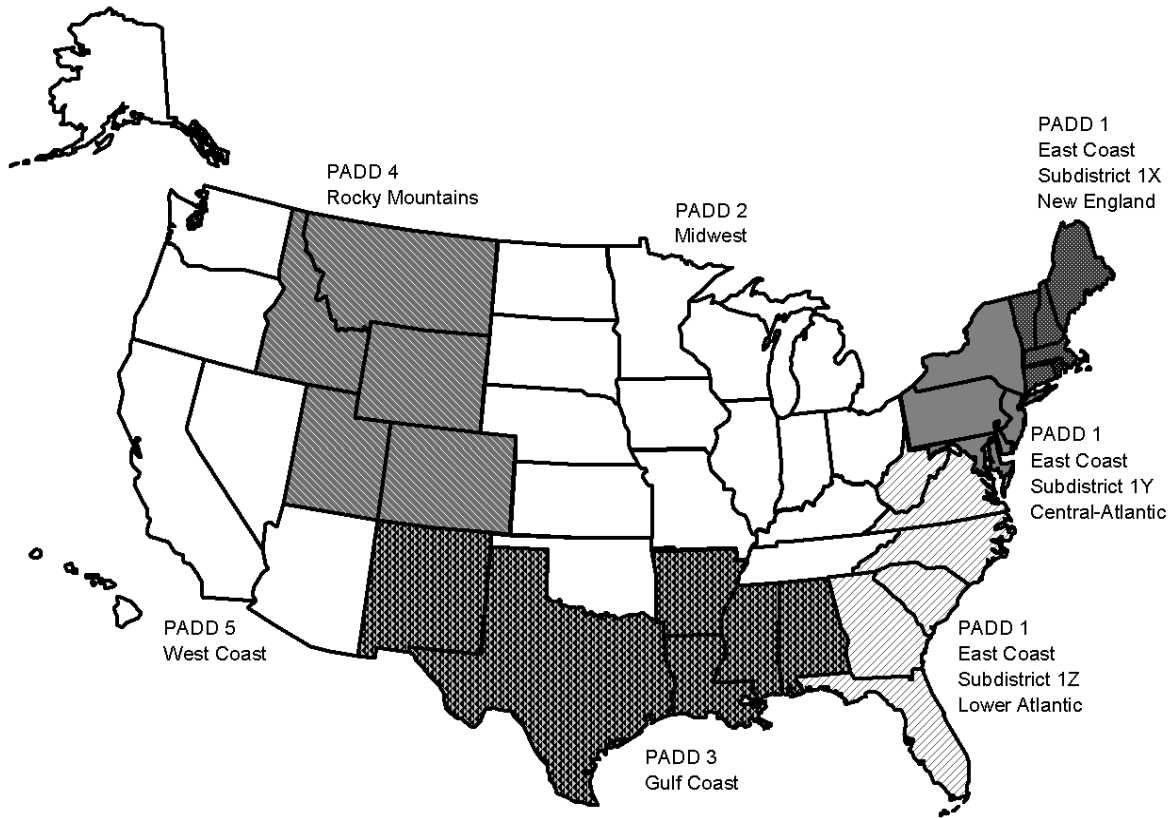 PADD 1
East Coast
Subdistrict 1X
New England
PADD 4
Rocky Mountains
PADD 2
Midwest
PADD 1
East Coast
Subdistrict 1Y
Central-Atlantic
PADD 5
West Coast
PADD 1
East Coast
Subdistrict 1Z
Lower Atlantic
PADD 3
Gulf Coast